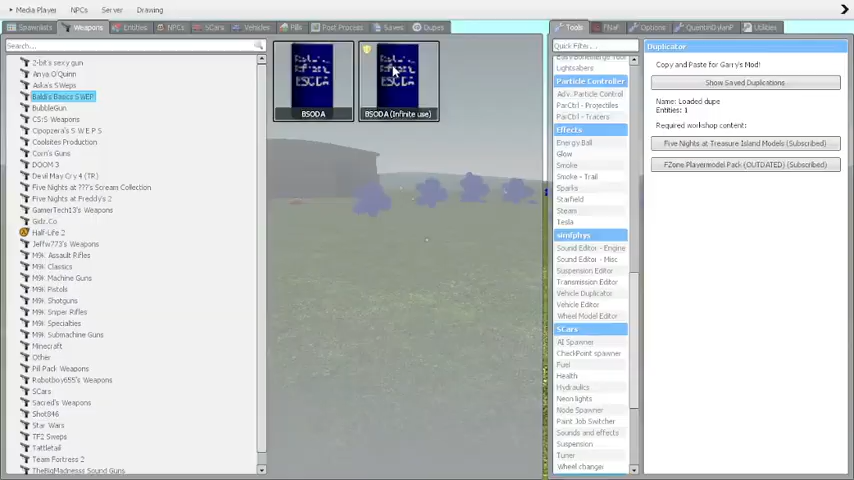 Media Player NPCs Server Drawing
Spawnlists Weapons Entities NPCs SCars Vehicles Pills Post Process Saves Dupes
Search...
2-bit's sexy gun
Anya O'Quinn
Baldi's Basics SWEP
BubbleGun
CS:S Weapons
Cipopzera's S W E P S
Coolsites Production
Corn's Guns
DOOM 3
Devil May Cry 4 (TR)
Five Nights at ???'s Scream Collection
Five Nights at Freddy's 2
GamerTech13's Weapons
Gidz.Co
Half-Life 2
Jeffw773's Weapons
M9K Assault Rifles
M9K Classics
M9K Machine Guns
M9K Pistols
M9K Shotguns
M9K Sniper Rifles
M9K Specialties
M9K Submachine Guns
Minecraft
Other
Pill Pack Weapons
Robotboy655's Weapons
SCars
Sacred's Weapons
Shot846
Star Wars
TF2 Sweps
Tattletail
Team Fortress 2
TheBigMadnesss Sound Guns
BSODA
BSODA (Infinite use)
Tools FNaF Options QuentinDylanP Utilities
Quick Filter...
Lightsabers
Particle Controller
Adv. Particle Control
ParCtrl - Projectiles
ParCtrl - Tracers
Effects
Energy Ball
Glow
Smoke
Smoke - Trail
Sparks
Starfield
Steam
Tesla
simfphys
Sound Editor - Engine
Sound Editor - Misc
Suspension Editor
Transmission Editor
Vehicle Duplicator
Vehicle Editor
Wheel Model Editor
SCars
AI Spawner
CheckPoint spawner
Fuel
Health
Hydraulics
Neon lights
Node Spawner
Paint Job Switcher
Sounds and effects
Suspension
Tuner
Wheel changer
Duplicator
Copy and Paste for Garry's Mod!
Show Saved Duplications
Name: Loaded dupe
Entities: 1
Required workshop content:
Five Nights at Treasure Island Models (Subscribed)
FZone Playermodel Pack (OUTDATED) (Subscribed)